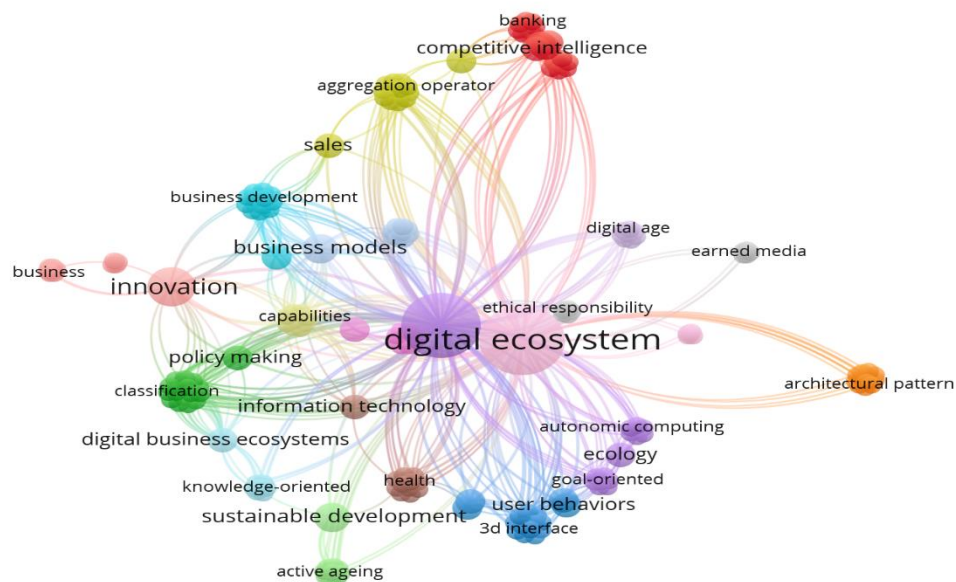 banking
competitive intelligence
aggregation operator
sales
business development
digital age
business models
earned media
business
innovation
ethical responsibility
capabilities
digital ecosystem
policy making
classification
architectural pattern
information technology
autonomic computing
digital business ecosystems
ecology
health
goal-oriented
knowledge-oriented
user behaviors
sustainable development
3d interface
active ageing